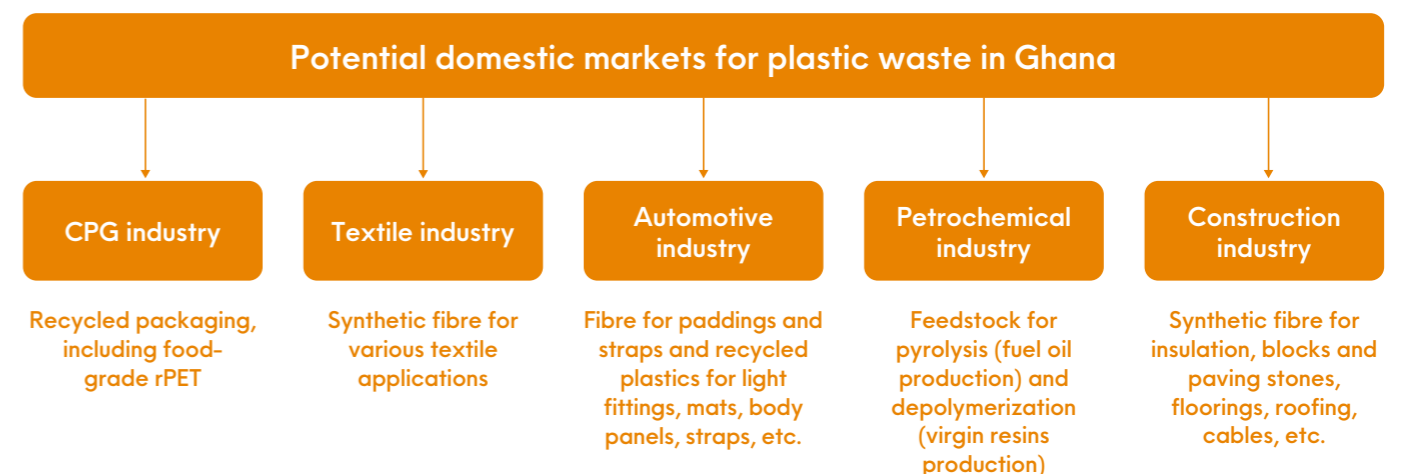 Potential domestic markets for plastic waste in Ghana
CPG industry
Recycled packaging,
including food-
grade rPET
Textile industry
Synthetic fibre for
various textile
applications
Automotive
industry
Fibre for paddings and
straps and recycled
plastics for light
fittings, mats, body
panels, straps, etc.
Petrochemical
industry
Feedstock for
pyrolysis (fuel oil
production) and
depolymerization
(virgin resins
production)
Construction
industry
Synthetic fibre for
insulation, blocks and
paving stones,
floorings, roofing,
cables, etc.